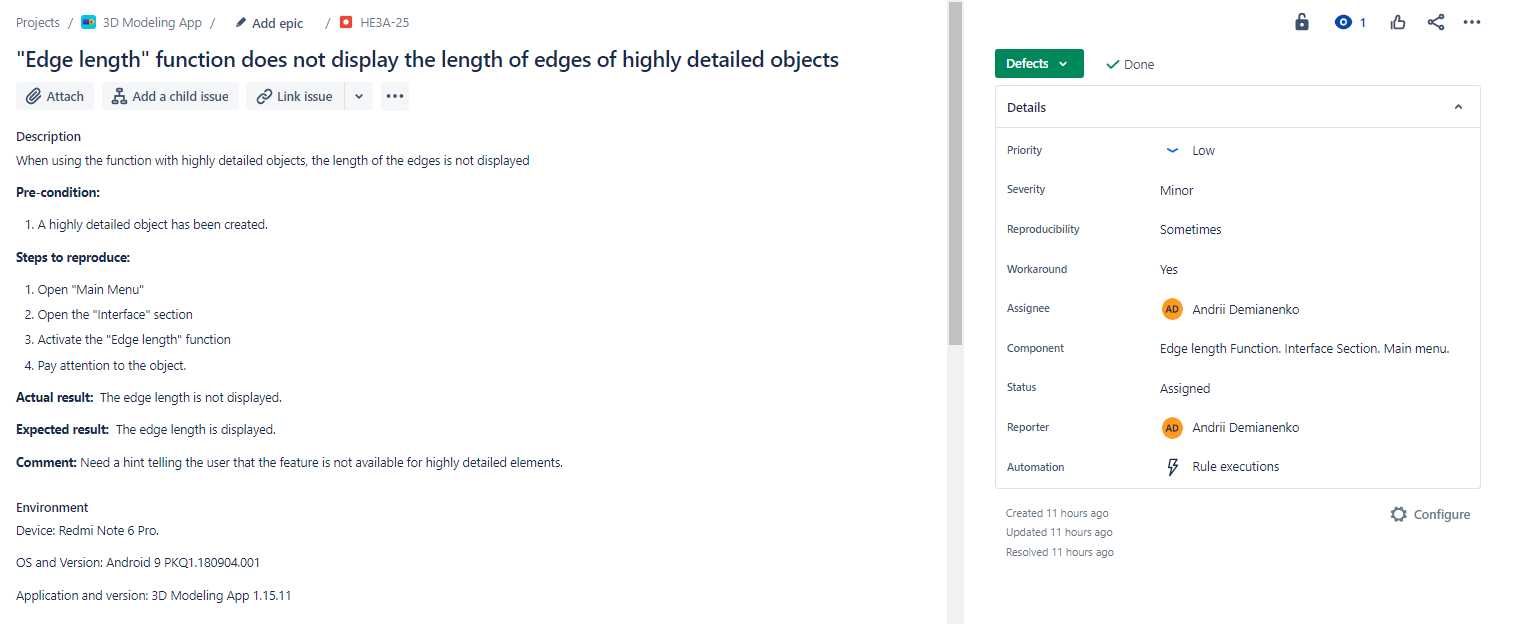 Projects / 3D Modeling App / Add epic / HE3A-25
"Edge length" function does not display the length of edges of highly detailed objects
Attach Add a child issue Link issue
Description
When using the function with highly detailed objects, the length of the edges is not displayed
Pre-condition:
1. A highly detailed object has been created.
Steps to reproduce:
1. Open "Main Menu"
2. Open the "Interface" section
3. Activate the "Edge length" function
4. Pay attention to the object.
Actual result: The edge length is not displayed.
Expected result: The edge length is displayed.
Comment: Need a hint telling the user that the feature is not available for highly detailed elements.
Environment
Device: Redmi Note 6 Pro.
OS and Version: Android 9 PKQ1.180904.001
Application and version: 3D Modeling App 1.15.11
1
Defects Done
Details
Priority Low
Severity Minor
Reproducibility Sometimes
Workaround Yes
Assignee AD Andrii Demianenko
Component Edge length Function. Interface Section. Main menu.
Status Assigned
Reporter AD Andrii Demianenko
Automation Rule executions
Created 11 hours ago
Configure
Updated 11 hours ago
Resolved 11 hours ago